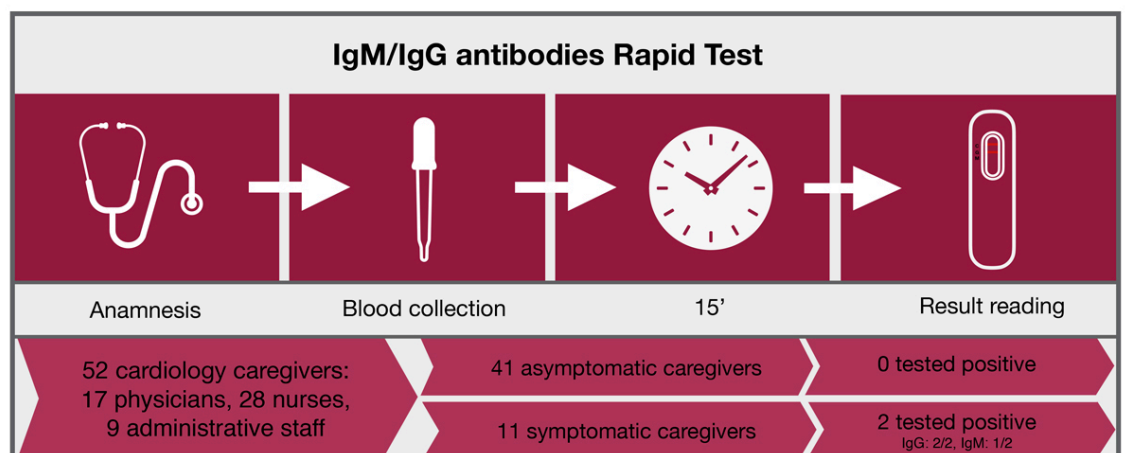 IgM/IgG antibodies Rapid Test
Anamnesis
Blood collection
15’
Result reading
52 cardiology caregivers:
17 physicians, 28 nurses,
9 administrative staff
41 asymptomatic caregivers
0 tested positive
11 symptomatic caregivers
2 tested positive
IgG: 2/2, IgM: 1/2